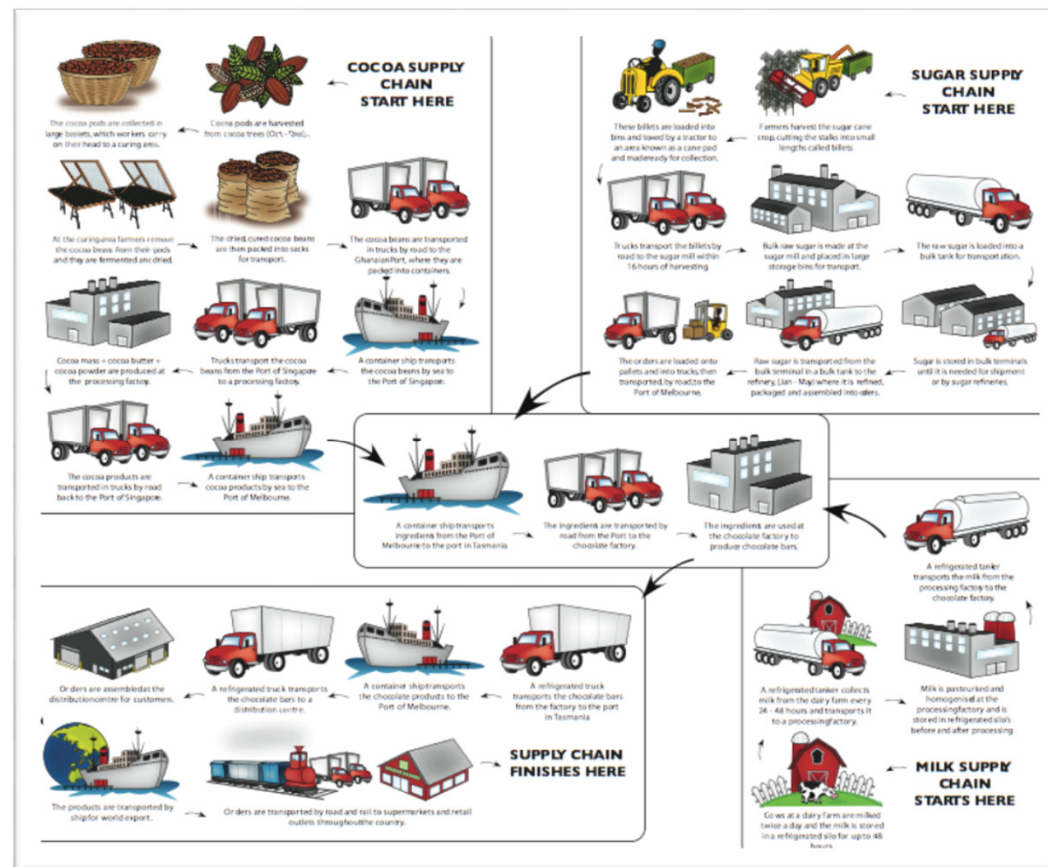 COCOA SUPPLY
CHAIN
START HERE
Cocoa pods are harvested
from cocoa trees (Oct. -
The cocoa pods are collected in
large baskets, which workers carry
on their head to a curing area.
At the curing area farmers remove
the cocoa beans from their pods
and they are fermented and dried.
The dried, cured cocoa beans
are then packed into sacks
for transport.
The cocoa beans are transported
in trucks by road to the
Ghanaian Port, where they are
packed into containers.
A container ship transports
the cocoa beans by sea to
the Port of Singapore.
Trucks transport the cocoa
beans from the Port of Singapore
to a processing factory.
Cocoa mass + cocoa butter +
cocoa powder are produced at
the processing factory.
The cocoa products are
transported in trucks by road
back to the Port of Singapore.
A container ship transports
cocoa products by sea to the
Port of Melbourne.
SUGAR SUPPLY
CHAIN
START HERE
Farmers harvest the sugar cane
crop, cutting the stalks into small
lengths called billets
These billets are loaded into
bins and towed by a tractor to
an area known as a cane pad
and made ready for collection.
Trucks transport the billets by
road to the sugar mill within
16 hours of harvesting.
Bulk raw sugar is made at the
sugar mill and placed in large
storage bins for transport.
The raw sugar is loaded into a
bulk tank for transportation.
Sugar is stored in bulk terminals
until it is needed for shipment
or by sugar refineries.
Raw sugar is transported from the
bulk terminal in a bulk tank to the
refinery, (Jan - May) where it is refined,
packaged and assembled into oders.
The orders are loaded onto
pallets and into trucks, then
transported, by road, to the
Port of Melbourne.
A container ship transports
ingredients from the Port of
Melbourne to the port in Tasmania
The ingredients are transported by
road from the Port to the
chocolate factory.
The ingredients are used at
the chocolate factory to
produce chocolate bars.
MILK SUPPLY
CHAIN
STARTS HERE
Cows at a dairy farm are milked
twice a day and the milk is stored
in a refrigerated silo for up to 48
hours
A refrigerated tanker collects
milk from the dairy farm every
24 - 48 hours and transports it
to a processing factory.
Milk is pasteurised and
homogenised at the
processing factory and is
stored in refrigerated silo's
before and after processing
A refrigerated tanker
transports the milk from the
processing factory to the
chocolate factory.
A refrigerated truck
transports the chocolate bars
from the factory to the port
in Tasmania
A container ship transports
the chocolate products to the
Port of Melbourne.
A refrigerated truck transports
the chocolate bars to a
distribution centre.
Orders are assembled at the
distribution centre for customers.
The products are transported by
ship for world export.
Orders are transported by road and rail to supermarkets and retail
outlets throughout the country.
SUPPLY CHAIN
FINISHES HERE